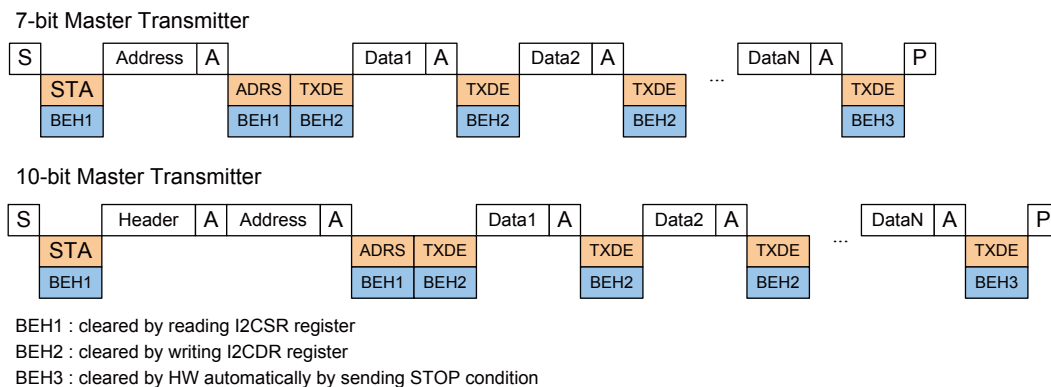 7-bit Master Transmitter
S Address A Data1 A Data2 A ... DataN A P
STA ADRS TXDE TXDE TXDE TXDE
BEH1 BEH1 BEH2 BEH2 BEH2 BEH3
10-bit Master Transmitter
S Header A Address A Data1 A Data2 A ... DataN A P
STA ADRS TXDE TXDE TXDE TXDE
BEH1 BEH1 BEH2 BEH2 BEH2 BEH3
BEH1 : cleared by reading I2CSR register
BEH2 : cleared by writing I2CDR register
BEH3 : cleared by HW automatically by sending STOP condition